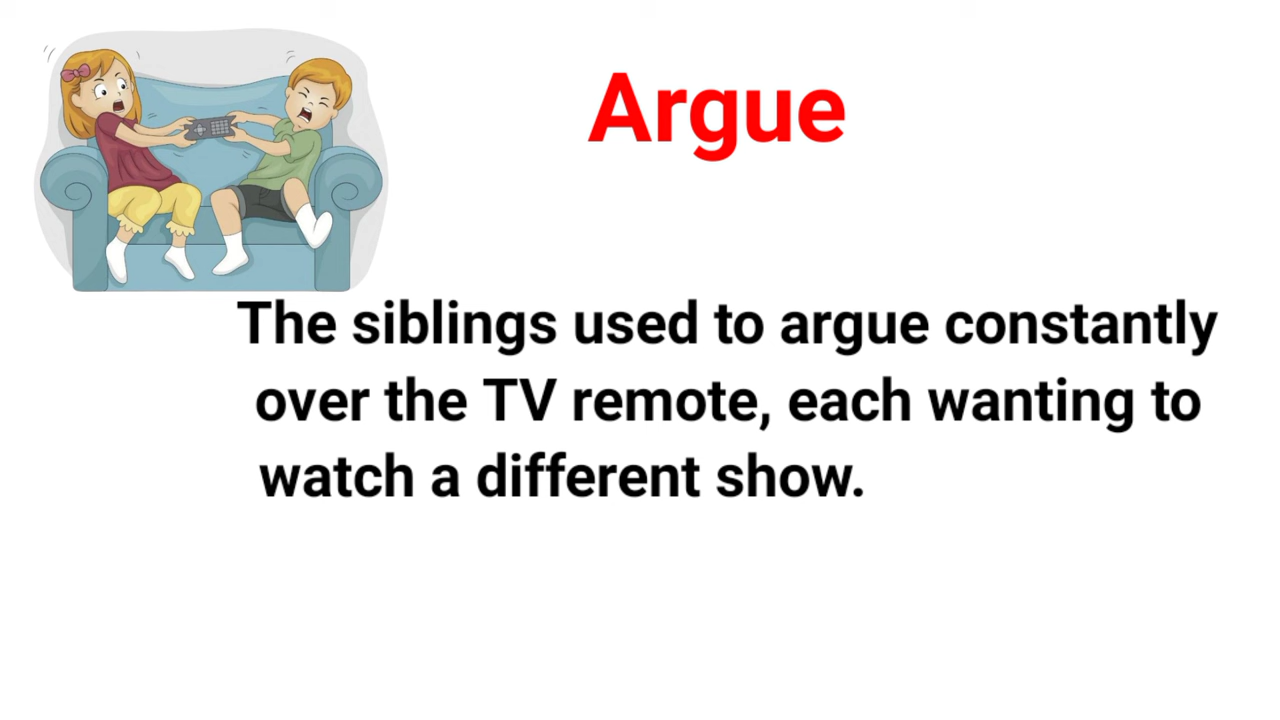 Argue
The siblings used to argue constantly
over the TV remote, each wanting to
watch a different show.